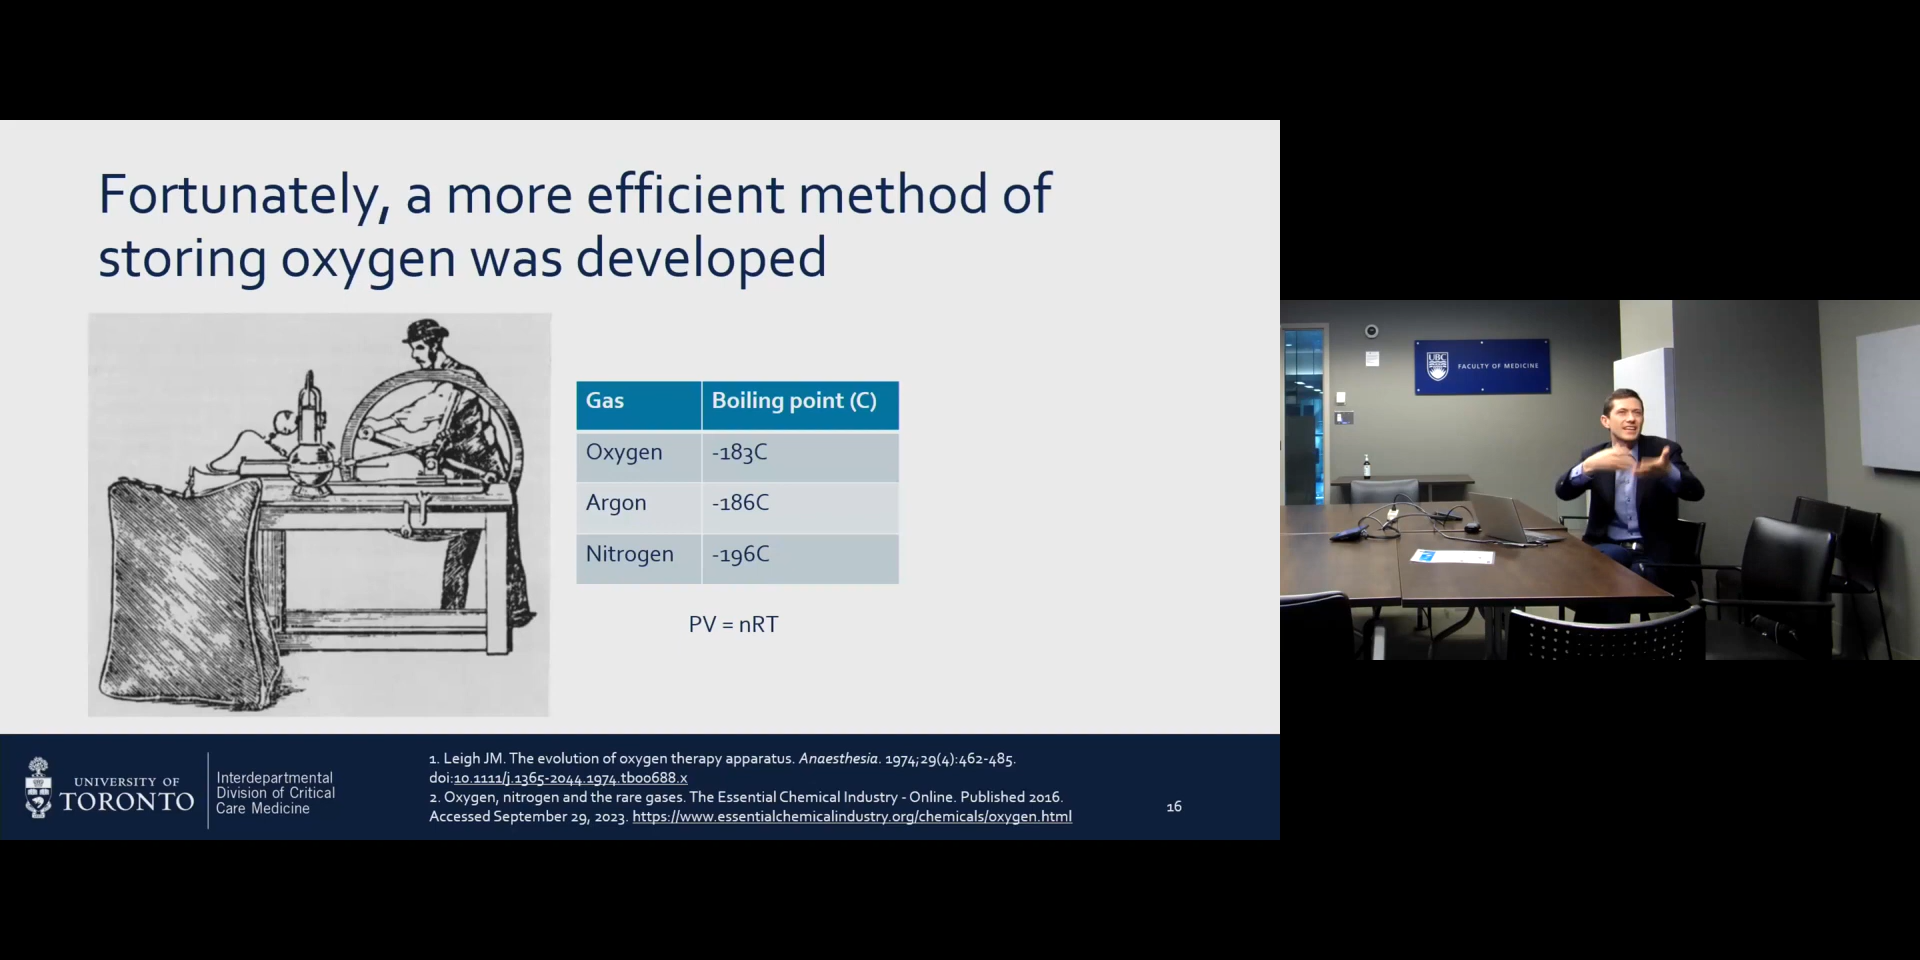 Fortunately, a more efficient method of
storing oxygen was developed
Gas Boiling point (C)
Oxygen -183C
Argon -186C
Nitrogen -196C
PV = nRT
UNIVERSITY OF
TORONTO
Interdepartmental
Division of Critical
Care Medicine
1. Leigh JM. The evolution of oxygen therapy apparatus. Anaesthesia. 1974;29(4):462-485.
doi:10.1111/j.1365-2044.1974.tb00688.x
2. Oxygen, nitrogen and the rare gases. The Essential Chemical Industry - Online. Published 2016.
Accessed September 29, 2023. https://www.essentialchemicalindustry.org/chemicals/oxygen.html
16
UBC
FACULTY OF MEDICINE